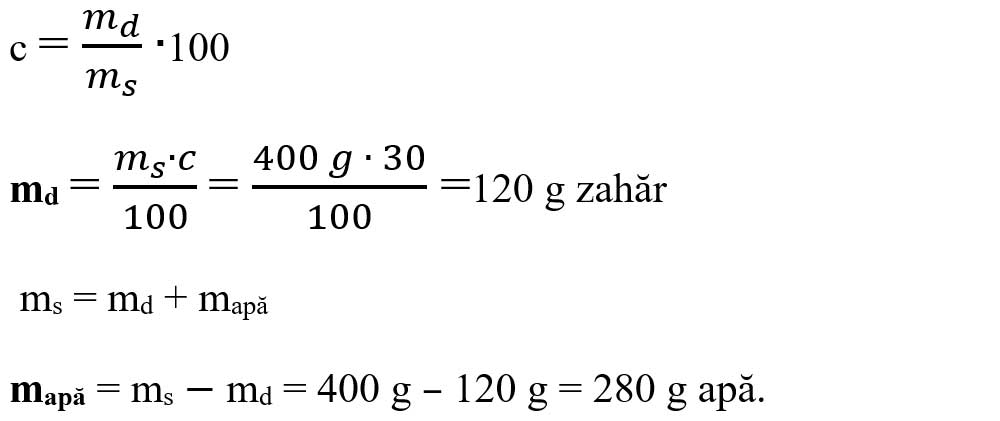 c = m_d/m_s ·100
m_d = m_s·c/100 = 400 g · 30/100 =120 g zahăr
m_s = m_d + m_apă
m_apă = m_s − m_d = 400 g – 120 g = 280 g apă.